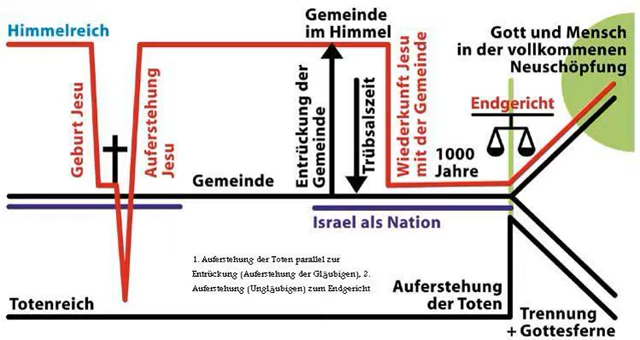 Himmelreich
Geburt Jesu
Auferstehung
Jesu
Gemeinde
Gemeinde
im Himmel
Entrückung der
Gemeinde
Trübsalszeit
Wiederkunft Jesu
mit der Gemeinde
1000
Jahre
Endgericht
Gott und Mensch
in der vollkommenen
Neuschöpfung
Israel als Nation
1. Auferstehung der Toten parallel zur
Entrückung (Auferstehung der Gläubigen), 2.
Auferstehung (Ungläubigen) zum Endgericht
Totenreich
Auferstehung
der Toten
Trennung
+ Gottesferne